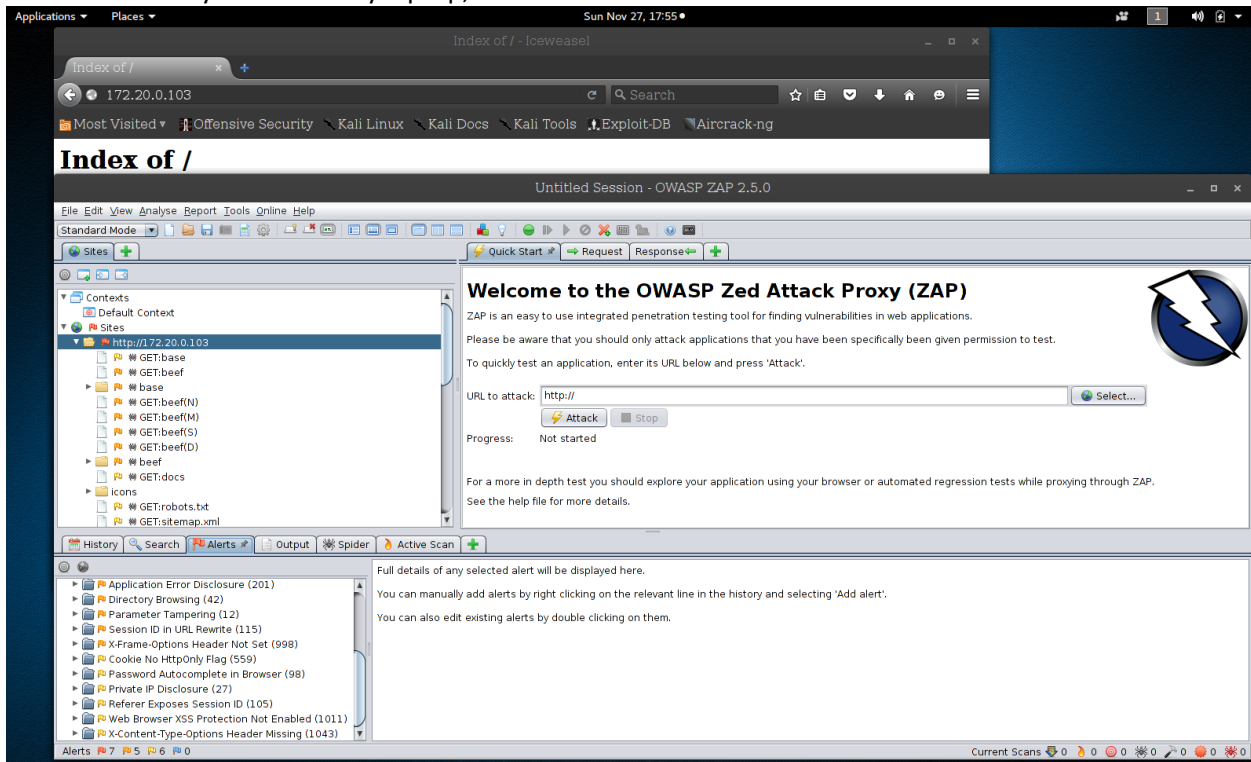 Applications Places Sun Nov 27, 17:55 1
Index of / - Iceweasel
Index of /
172.20.0.103 Search
Most Visited Offensive Security Kali Linux Kali Docs Kali Tools Exploit-DB Aircrack-ng
Index of /
Untitled Session - OWASP ZAP 2.5.0
File Edit View Analyse Report Tools Online Help
Standard Mode
Sites
Quick Start Request Response
Contexts
Default Context
Sites
http://172.20.0.103
GET:base
GET:beef
base
GET:beef(N)
GET:beef(M)
GET:beef(S)
GET:beef(D)
beef
GET:docs
icons
GET:robots.txt
GET:sitemap.xml
Welcome to the OWASP Zed Attack Proxy (ZAP)
ZAP is an easy to use integrated penetration testing tool for finding vulnerabilities in web applications.
Please be aware that you should only attack applications that you have been specifically been given permission to test.
To quickly test an application, enter its URL below and press 'Attack'.
URL to attack: http:// Select...
Attack Stop
Progress: Not started
For a more in depth test you should explore your application using your browser or automated regression tests while proxying through ZAP.
See the help file for more details.
History Search Alerts Output Spider Active Scan
Application Error Disclosure (201)
Directory Browsing (42)
Parameter Tampering (12)
Session ID in URL Rewrite (115)
X-Frame-Options Header Not Set (998)
Cookie No HttpOnly Flag (559)
Password Autocomplete in Browser (98)
Private IP Disclosure (27)
Referer Exposes Session ID (105)
Web Browser XSS Protection Not Enabled (1011)
X-Content-Type-Options Header Missing (1043)
Full details of any selected alert will be displayed here.
You can manually add alerts by right clicking on the relevant line in the history and selecting 'Add alert'.
You can also edit existing alerts by double clicking on them.
Alerts 7 5 6 0 Current Scans 0 0 0 0 0 0 0